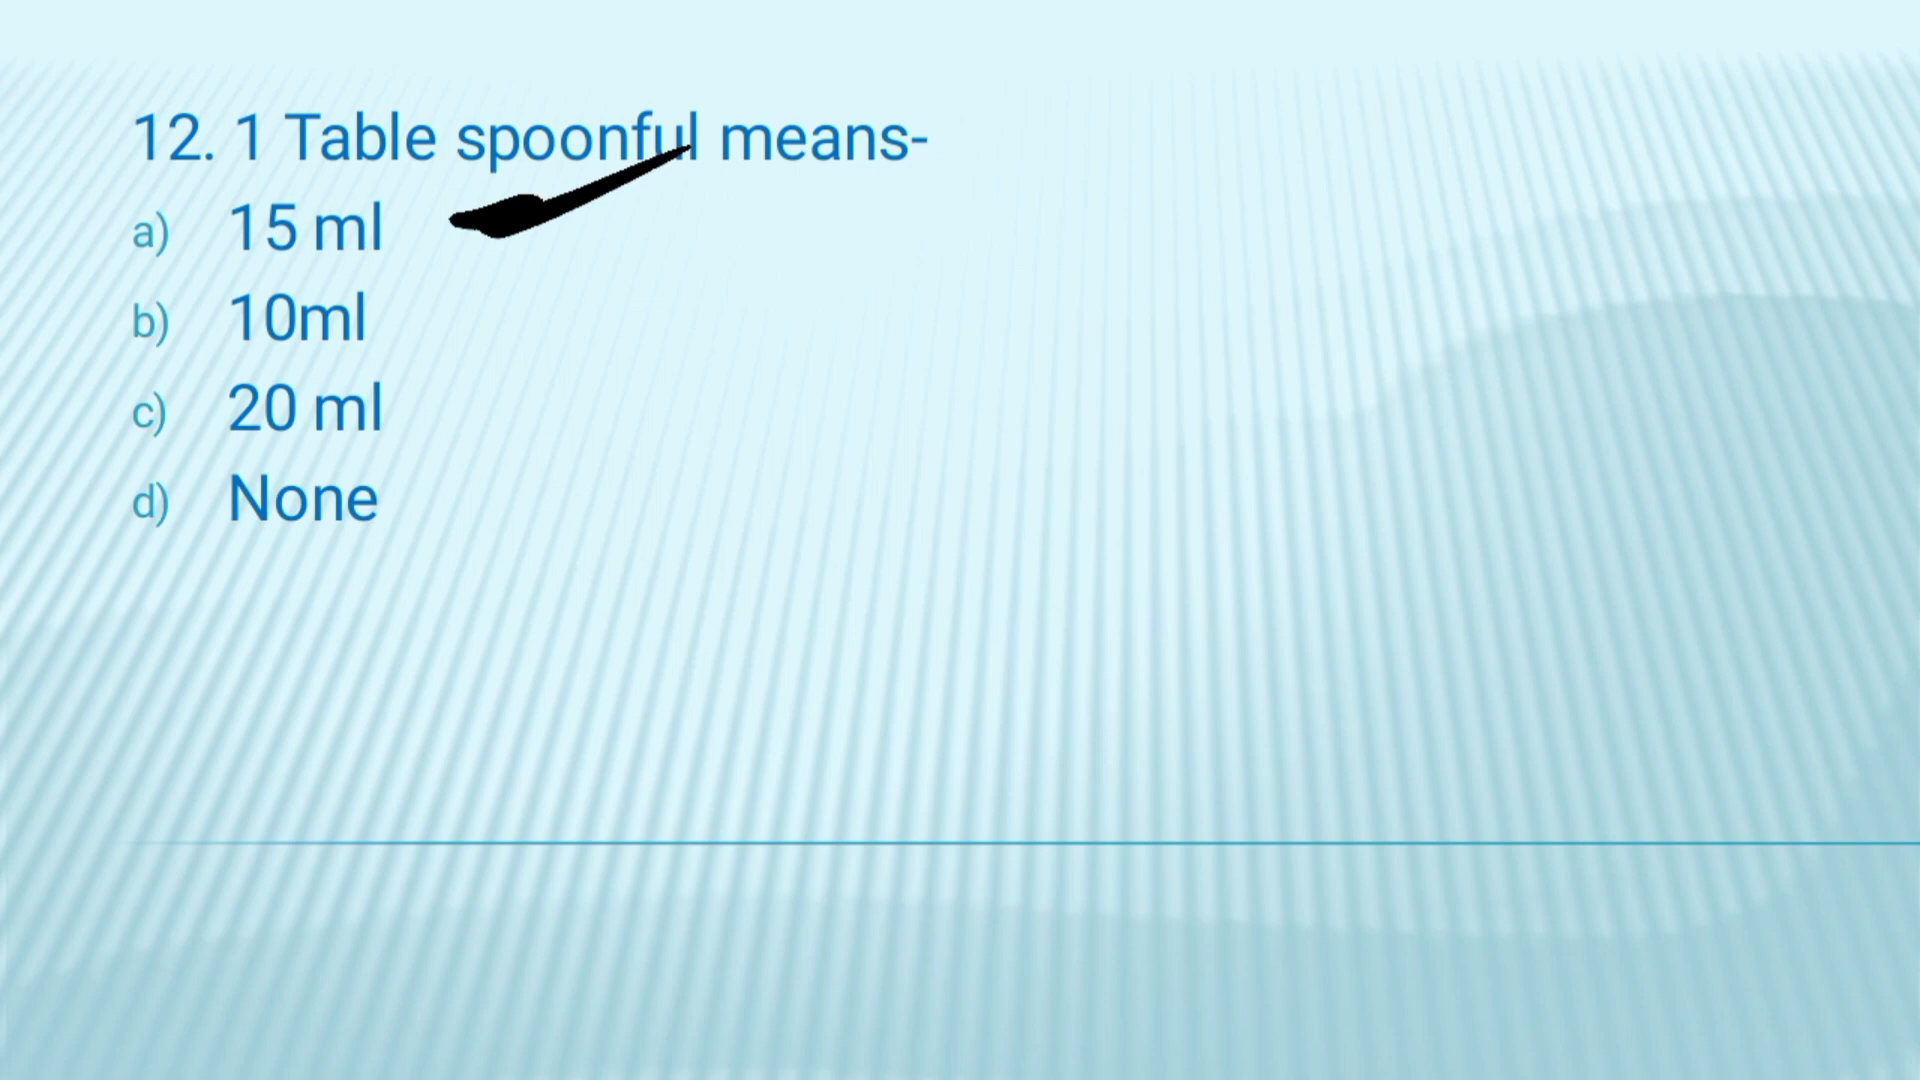 12. 1 Table spoonful means-
a) 15 ml
b) 10ml
c) 20 ml
d) None